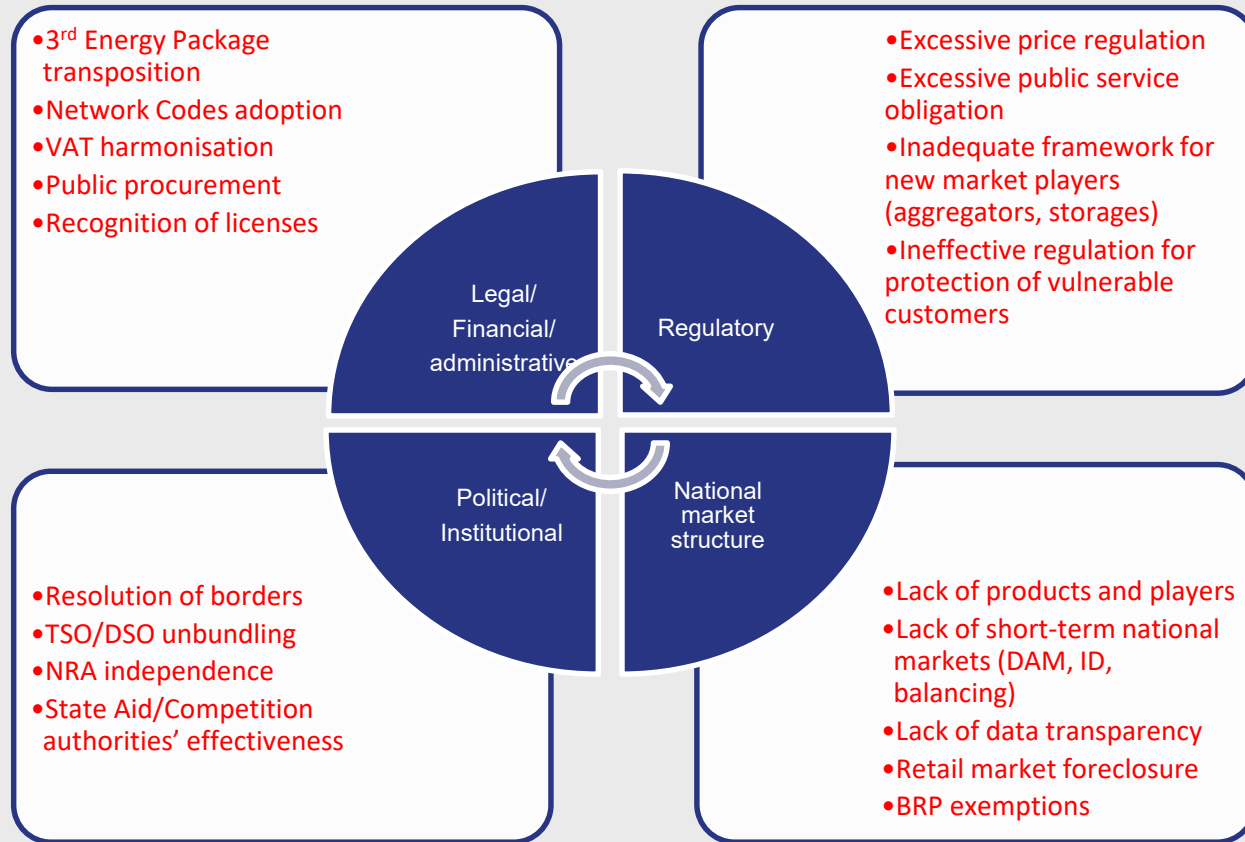 •3rd Energy Package
transposition
•Network Codes adoption
•VAT harmonisation
•Public procurement
•Recognition of licenses
•Excessive price regulation
•Excessive public service
obligation
•Inadequate framework for
new market players
(aggregators, storages)
•Ineffective regulation for
protection of vulnerable
customers
Legal/
Financial/
administrative
Regulatory
Political/
Institutional
National
market
structure
•Resolution of borders
•TSO/DSO unbundling
•NRA independence
•State Aid/Competition
authorities’ effectiveness
•Lack of products and players
•Lack of short-term national
markets (DAM, ID,
balancing)
•Lack of data transparency
•Retail market foreclosure
•BRP exemptions